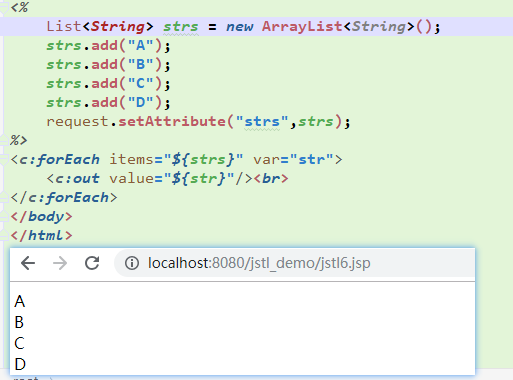 <%
List<String> strs = new ArrayList<String>();
strs.add("A");
strs.add("B");
strs.add("C");
strs.add("D");
request.setAttribute("strs",strs);
%>
<c:forEach items="${strs}" var="str">
<c:out value="${str}"/><br>
</c:forEach>
</body>
</html>
localhost:8080/jstl_demo/jstl6.jsp
A
B
C
D